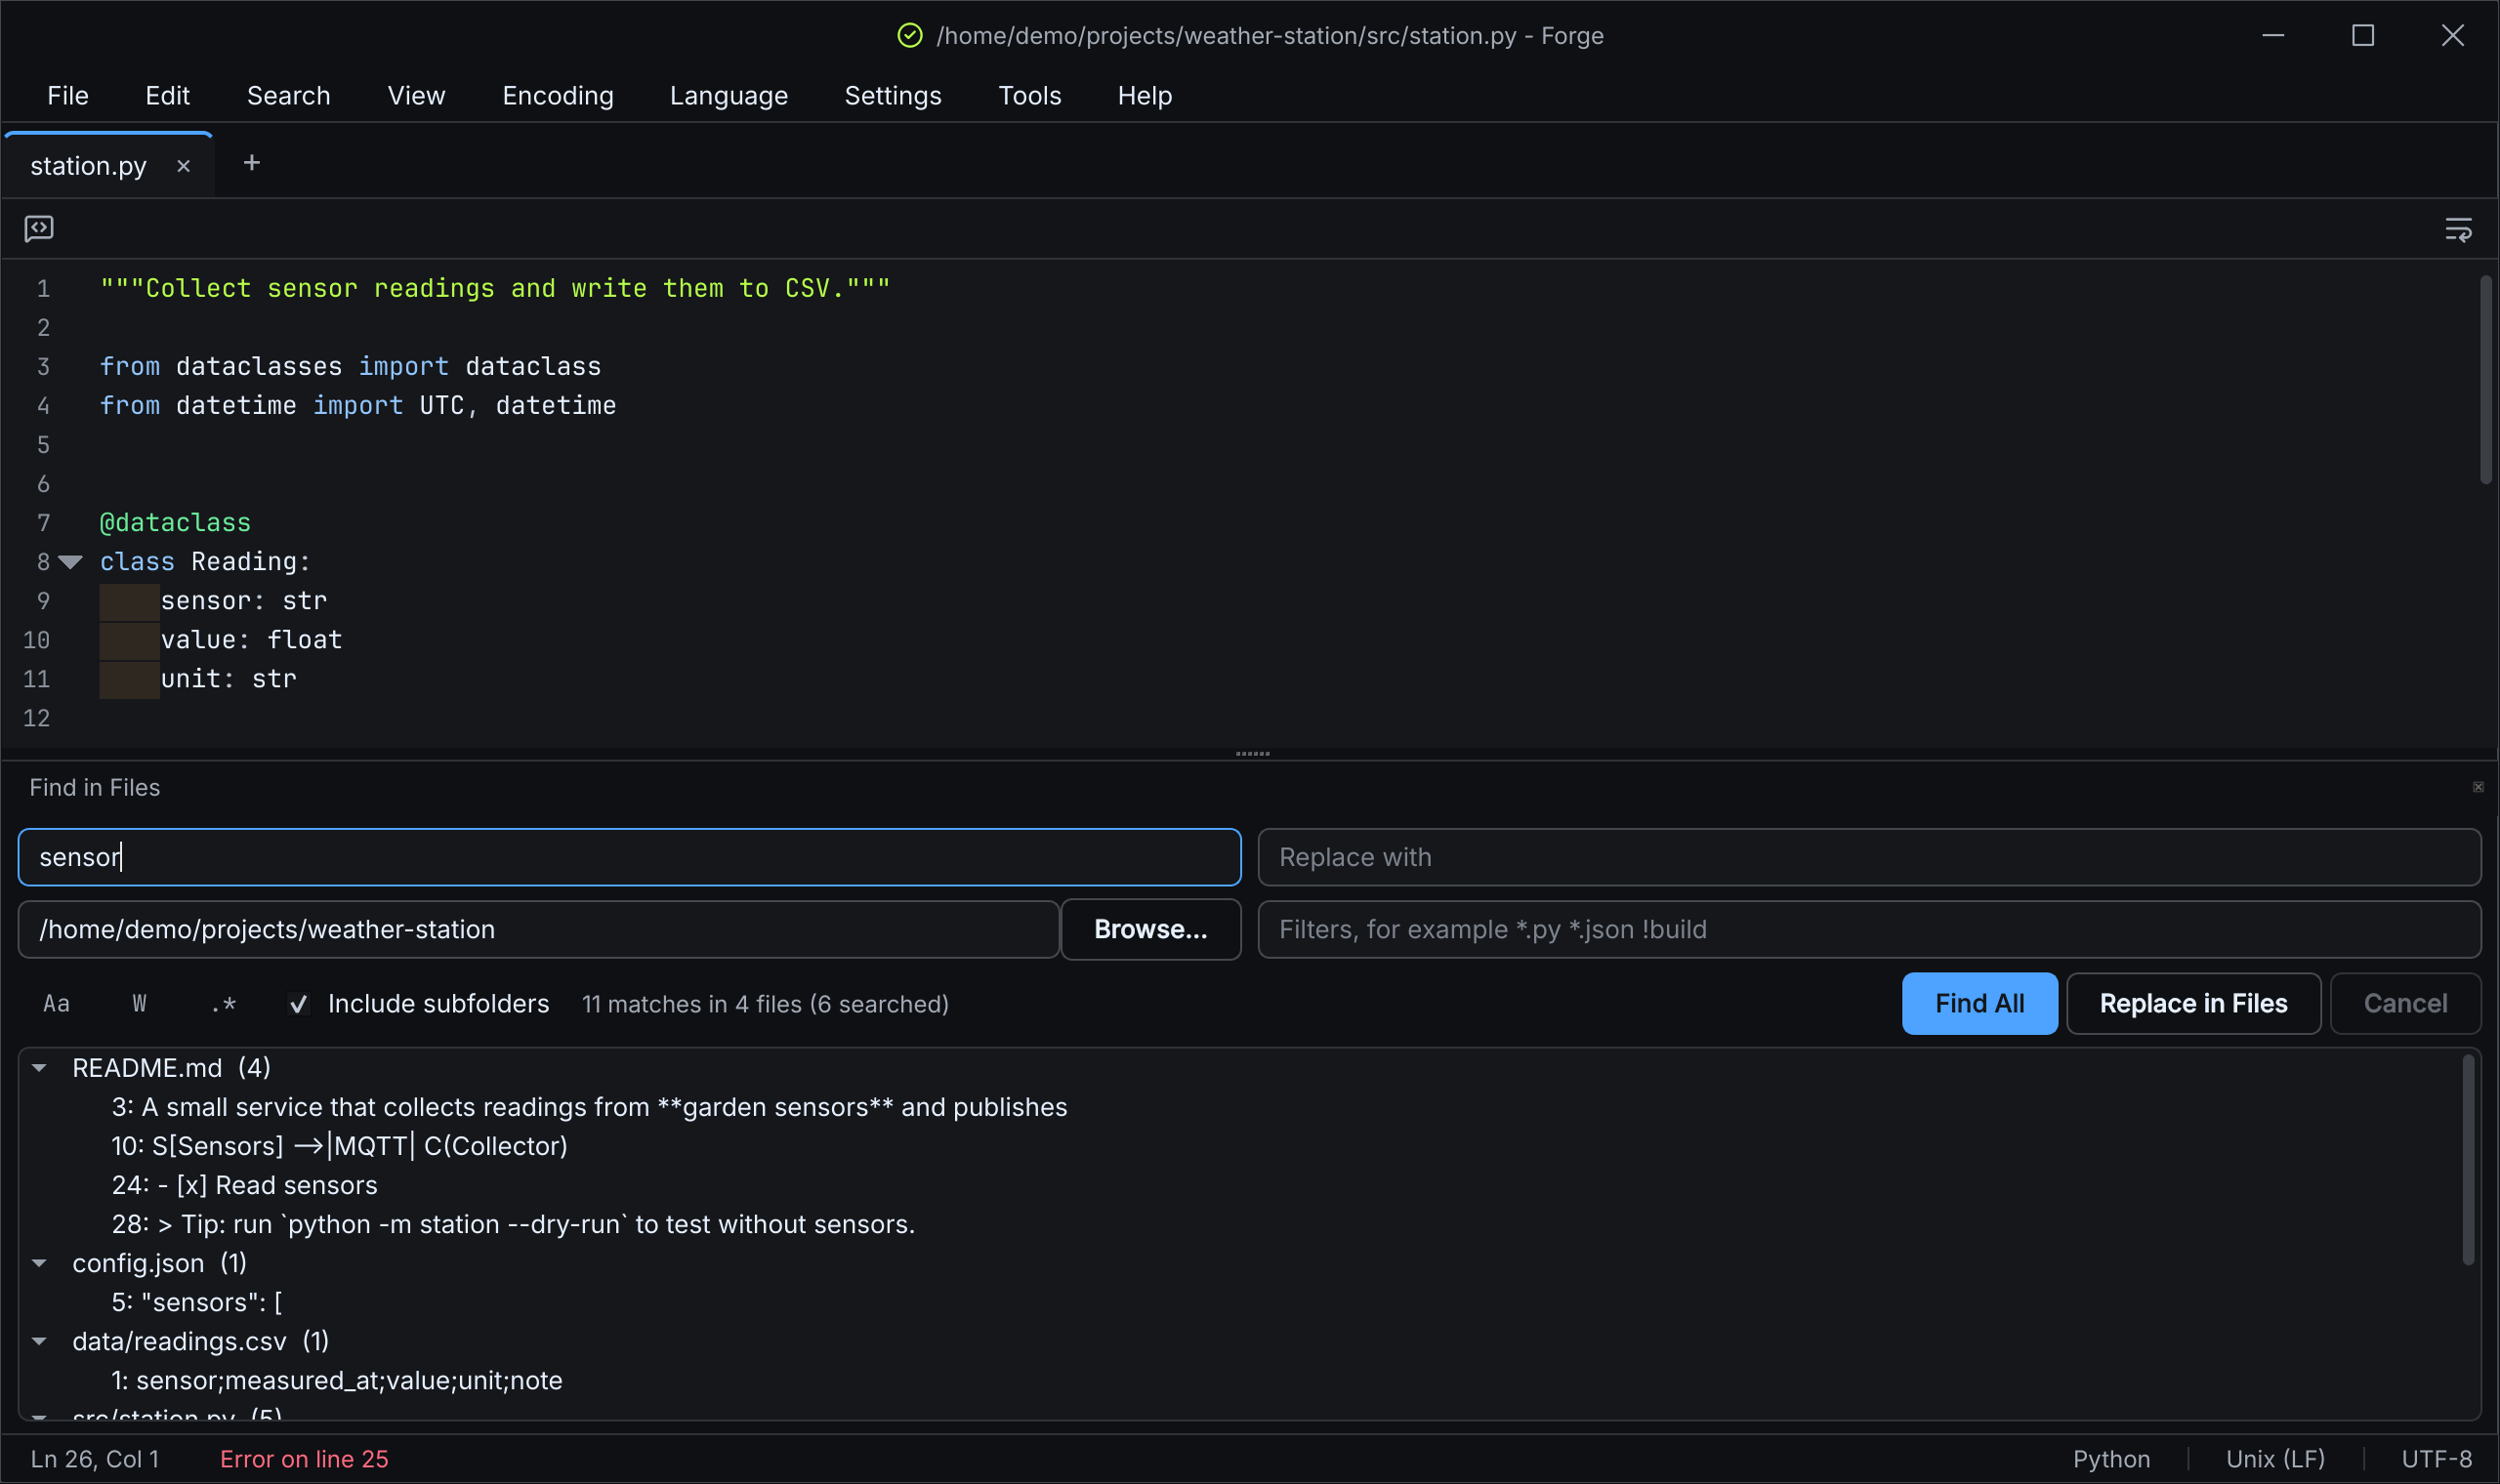 /home/demo/projects/weather-station/src/station.py - Forge
File Edit Search View Encoding Language Settings Tools Help
station.py × +
1 """Collect sensor readings and write them to CSV."""
2
3 from dataclasses import dataclass
4 from datetime import UTC, datetime
5
6
7 @dataclass
8 class Reading:
9 sensor: str
10 value: float
11 unit: str
12
Find in Files
sensor Replace with
/home/demo/projects/weather-station Browse... Filters, for example *.py *.json !build
Aa W .* Include subfolders 11 matches in 4 files (6 searched) Find All Replace in Files Cancel
README.md (4)
3: A small service that collects readings from **garden sensors** and publishes
10: S[Sensors] -->|MQTT| C(Collector)
24: - [x] Read sensors
28: > Tip: run `python -m station --dry-run` to test without sensors.
config.json (1)
5: "sensors": [
data/readings.csv (1)
1: sensor;measured_at;value;unit;note
src/station.py (5)
Ln 26, Col 1 Error on line 25 Python Unix (LF) UTF-8